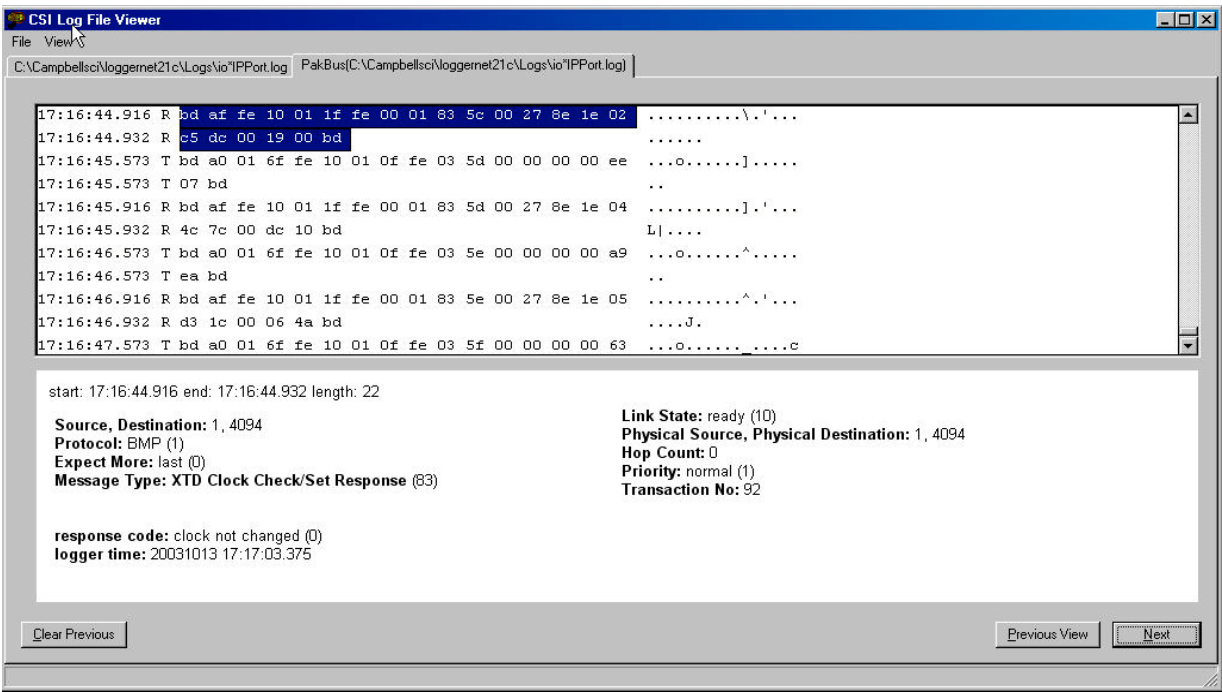 CSI Log File Viewer
File View
C:\Campbellsci\loggernet21c\Logs\io"IPPort.log PakBus(C:\Campbellsci\loggernet21c\Logs\io"IPPort.log)
17:16:44.916 R bd af fe 10 01 1f fe 00 01 83 5c 00 27 8e 1e 02 ..........\.'...
17:16:44.932 R c5 dc 00 19 00 bd ......
17:16:45.573 T bd a0 01 6f fe 10 01 0f fe 03 5d 00 00 00 00 ee ...o......].....
17:16:45.573 T 07 bd ..
17:16:45.916 R bd af fe 10 01 1f fe 00 01 83 5d 00 27 8e 1e 04 ..........].'...
17:16:45.932 R 4c 7c 00 dc 10 bd L|....
17:16:46.573 T bd a0 01 6f fe 10 01 0f fe 03 5e 00 00 00 00 a9 ...o......^.....
17:16:46.573 T ea bd ..
17:16:46.916 R bd af fe 10 01 1f fe 00 01 83 5e 00 27 8e 1e 05 ..........^.'...
17:16:46.932 R d3 1c 00 06 4a bd ....J.
17:16:47.573 T bd a0 01 6f fe 10 01 0f fe 03 5f 00 00 00 00 63 ...o......_....c
start: 17:16:44.916 end: 17:16:44.932 length: 22
Source, Destination: 1, 4094
Protocol: BMP (1)
Expect More: last (0)
Message Type: XTD Clock Check/Set Response (83)
Link State: ready (10)
Physical Source, Physical Destination: 1, 4094
Hop Count: 0
Priority: normal (1)
Transaction No: 92
response code: clock not changed (0)
logger time: 20031013 17:17:03.375
Clear Previous Previous View Next